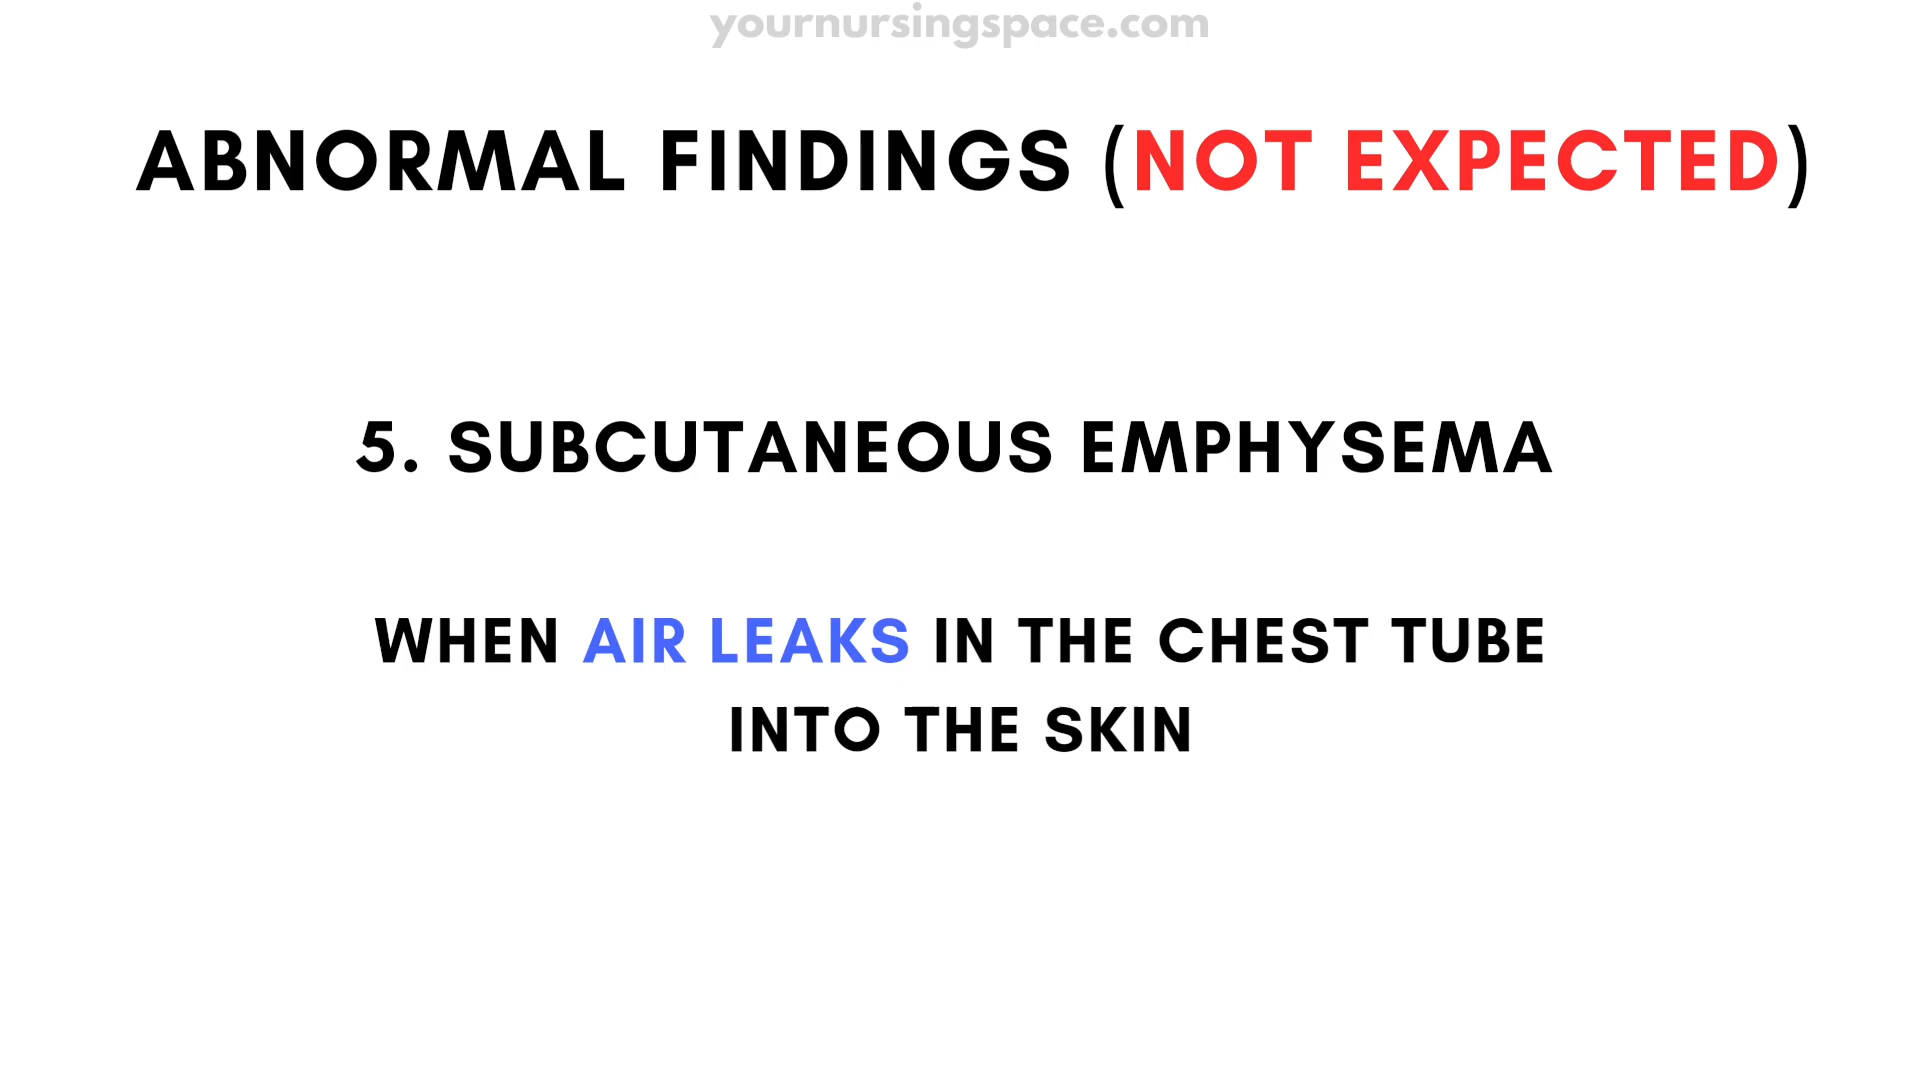 yournursingspace.com
ABNORMAL FINDINGS (NOT EXPECTED)
5. SUBCUTANEOUS EMPHYSEMA
WHEN AIR LEAKS IN THE CHEST TUBE
INTO THE SKIN